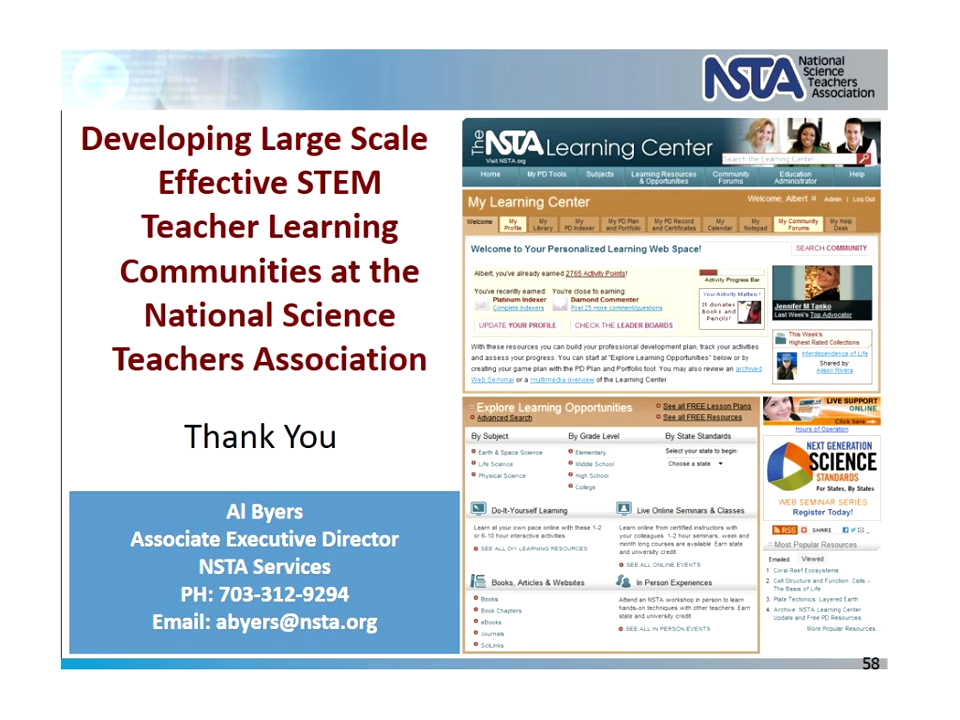 NSTA
National
Science
Teachers
Association
Developing Large Scale
Effective STEM
Teacher Learning
Communities at the
National Science
Teachers Association
Thank You
Al Byers
Associate Executive Director
NSTA Services
PH: 703-312-9294
Email: abyers@nsta.org
The NSTA Learning Center
Visit NSTA.org
Search the Learning Center
Home My PD Tools Subjects Learning Resources & Opportunities Community Forums Education Administrator Help
My Learning Center
Welcome, Albert Admin | Log Out
Welcome My Profile My Library My PD Indexer My PD Plan and Portfolio My PD Record and Certificates My Calendar My Notepad My Community Forums My Help Desk
Welcome to Your Personalized Learning Web Space!
SEARCH COMMUNITY
Albert, you've already earned 2765 Activity Points!
Activity Progress Bar
You've recently earned: You're close to earning:
Platinum Indexer Diamond Commenter
Complete Indexers Post 25 more comment/questions
UPDATE YOUR PROFILE CHECK THE LEADER BOARDS
Your Activity Matters!
It donates
Books and
Pencils!
Jennifer M Tanko
Last Week's Top Advocator
This Week's
Highest Rated Collections
Interdependence of Life
Shared by:
Alison Rivera
With these resources you can build your professional development plan, track your activities
and assess your progress. You can start at "Explore Learning Opportunities" below or by
creating your game plan with the PD Plan and Portfolio tool. You may also review an archived
Web Seminar or a multimedia overview of the Learning Center
:: Explore Learning Opportunities
Advanced Search
See all FREE Lesson Plans
See all FREE Resources
By Subject By Grade Level By State Standards
Earth & Space Science
Life Science
Physical Science
Elementary
Middle School
High School
College
Select your state to begin:
Choose a state
Do-It-Yourself Learning
Learn at your own pace online with these 1-2
or 6-10 hour interactive activities
SEE ALL DIY LEARNING RESOURCES
Live Online Seminars & Classes
Learn online from certified instructors with
your colleagues. 1-2 hour seminars, week and
month long courses are available. Earn state
and university credit.
SEE ALL ONLINE EVENTS
Books, Articles & Websites
Books
Book Chapters
eBooks
Journals
SciLinks
In Person Experiences
Attend an NSTA workshop in person to learn
hands-on techniques with other teachers. Earn
state and university credit.
SEE ALL IN PERSON EVENTS
LIVE SUPPORT
ONLINE
Click here
Hours of Operation
NEXT GENERATION
SCIENCE
STANDARDS
For States, By States
WEB SEMINAR SERIES
Register Today!
RSS SHARE
:: Most Popular Resources
Emailed Viewed
1. Coral Reef Ecosystems
2. Cell Structure and Function: Cells –
The Basis of Life
3. Plate Tectonics: Layered Earth
4. Archive: NSTA Learning Center
Update and Free PD Resources
More Popular Resources
58